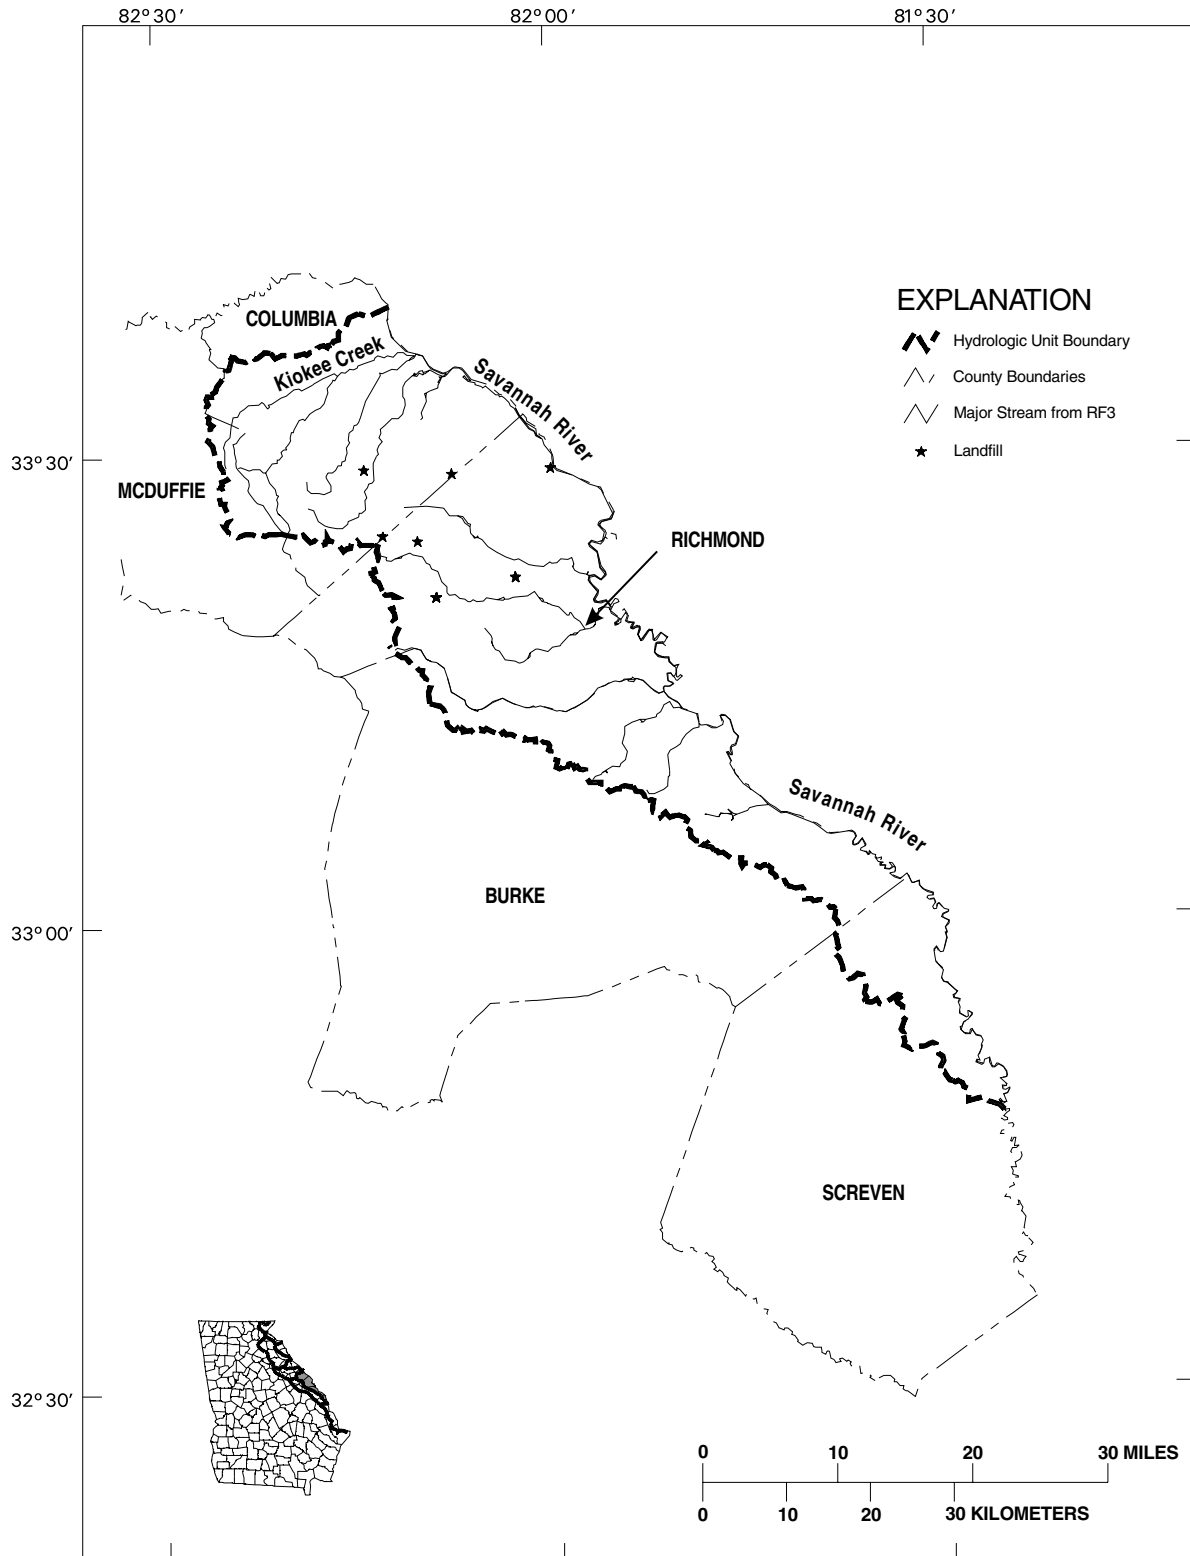 82° 30′ 82° 00′ 81° 30′
COLUMBIA
Kiokee Creek
Savannah River
EXPLANATION
Hydrologic Unit Boundary
County Boundaries
Major Stream from RF3
Landfill
33° 30′
MCDUFFIE
RICHMOND
Savannah River
BURKE
33° 00′
SCREVEN
32° 30′
0 10 20 30 MILES
0 10 20 30 KILOMETERS